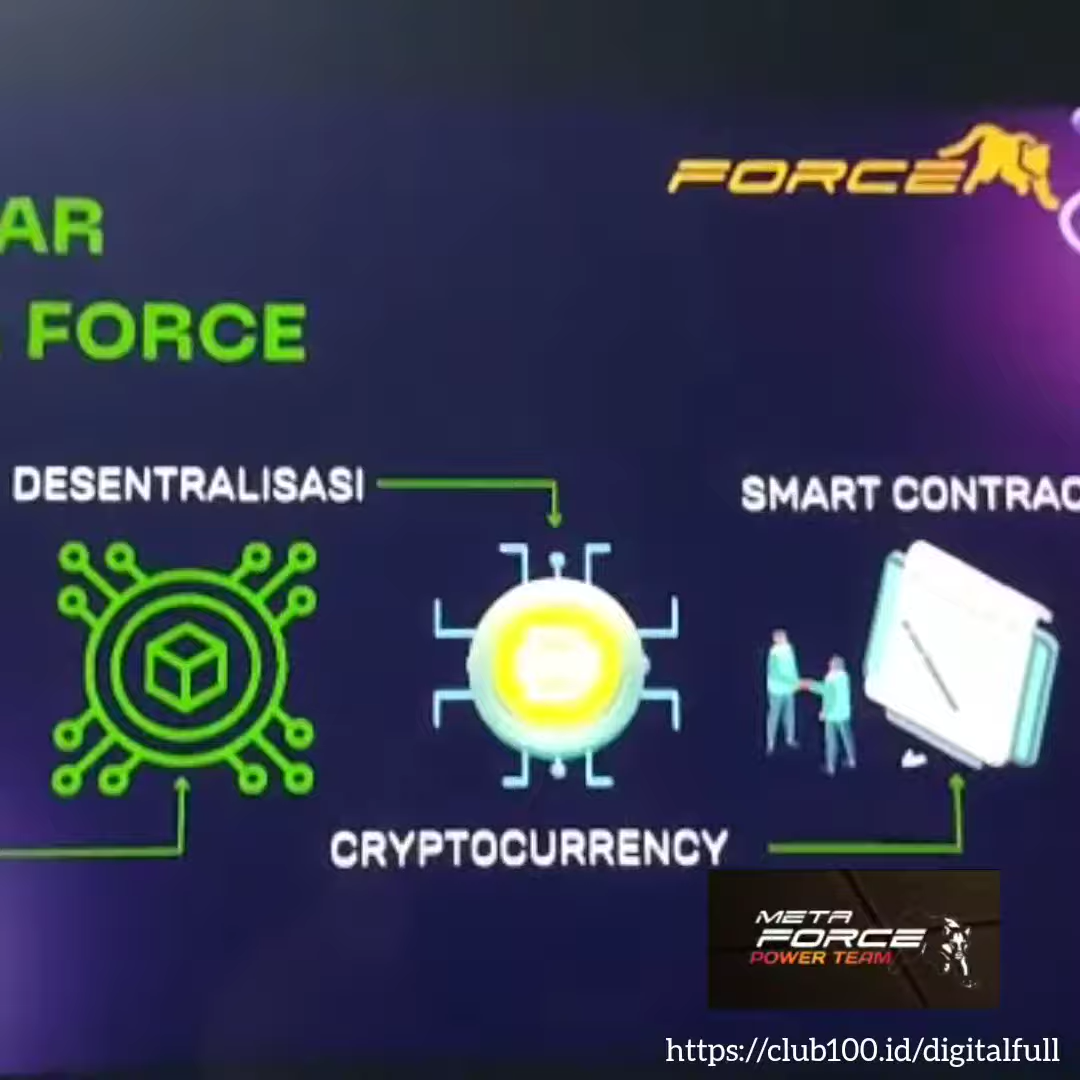 FORCE
AR
FORCE
DESENTRALISASI
SMART CONTRAC
CRYPTOCURRENCY
META
FORCE
POWER TEAM
https://club100.id/digitalfull